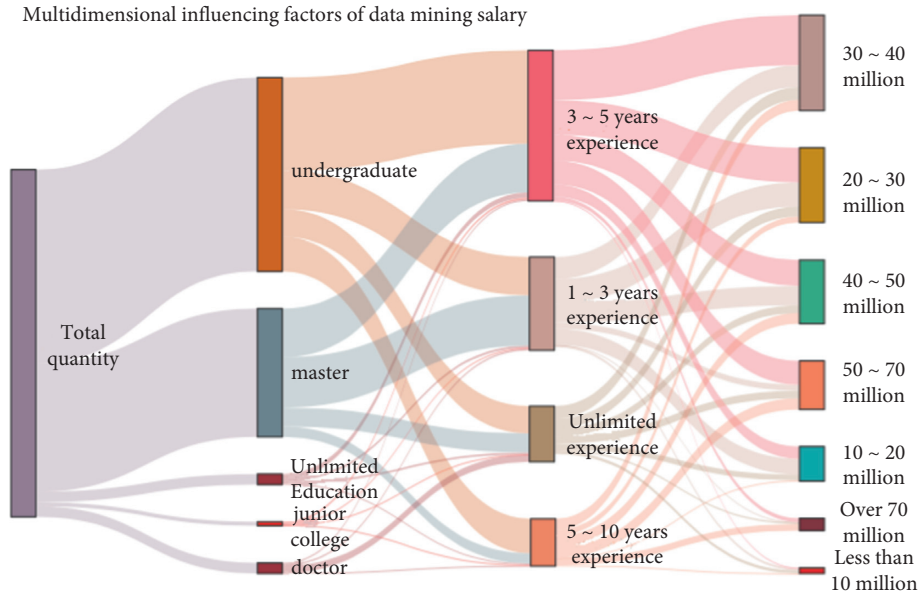 Multidimensional influencing factors of data mining salary
Total
quantity
undergraduate
master
Unlimited
Education
junior
college
doctor
3 ~ 5 years
experience
1 ~ 3 years
experience
Unlimited
experience
5 ~ 10 years
experience
30 ~ 40
million
20 ~ 30
million
40 ~ 50
million
50 ~ 70
million
10 ~ 20
million
Over 70
million
Less than
10 million